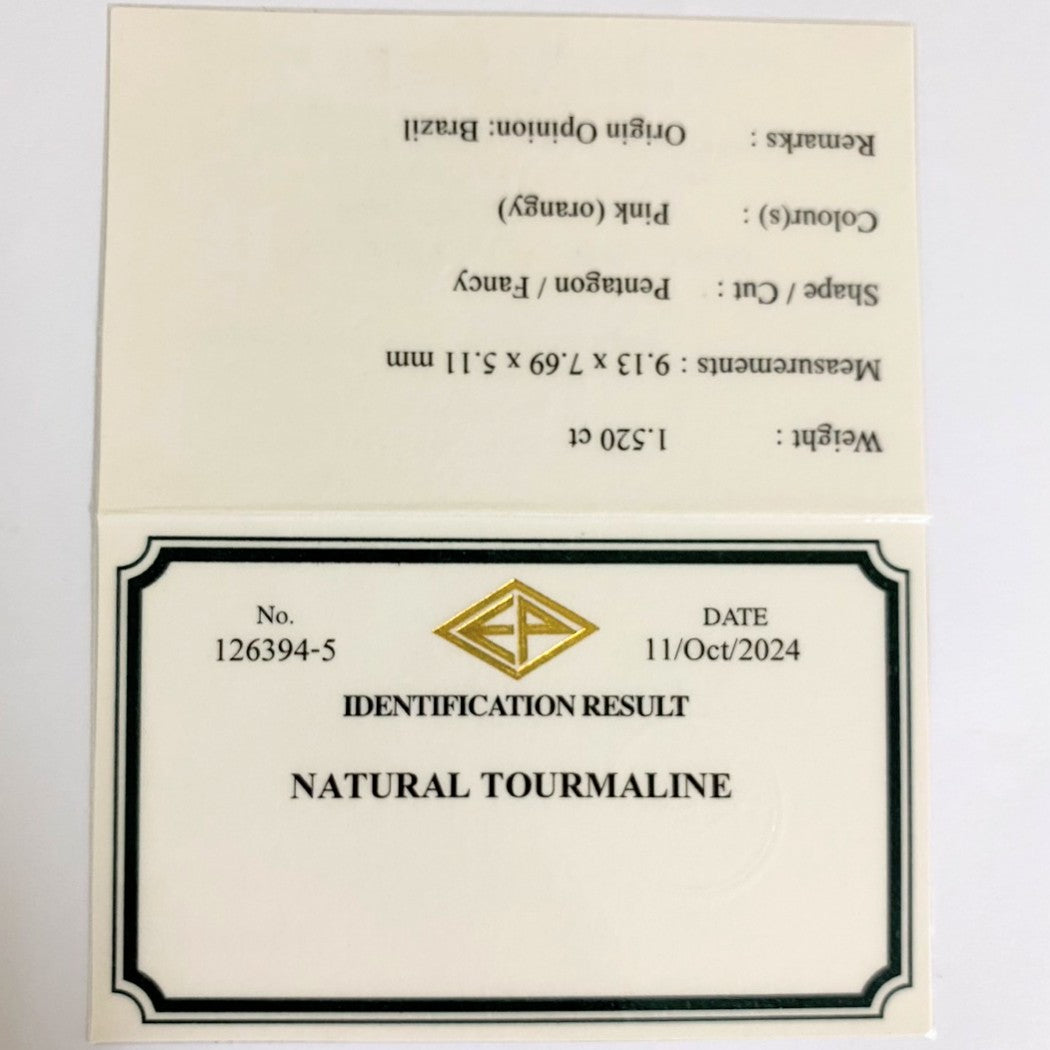 No.
126394-5
EP
DATE
11/Oct/2024
IDENTIFICATION RESULT
NATURAL TOURMALINE
Weight : 1.520 ct
Measurements : 9.13 x 7.69 x 5.11 mm
Shape / Cut : Pentagon / Fancy
Colour(s) : Pink (orangy)
Remarks : Origin Opinion: Brazil